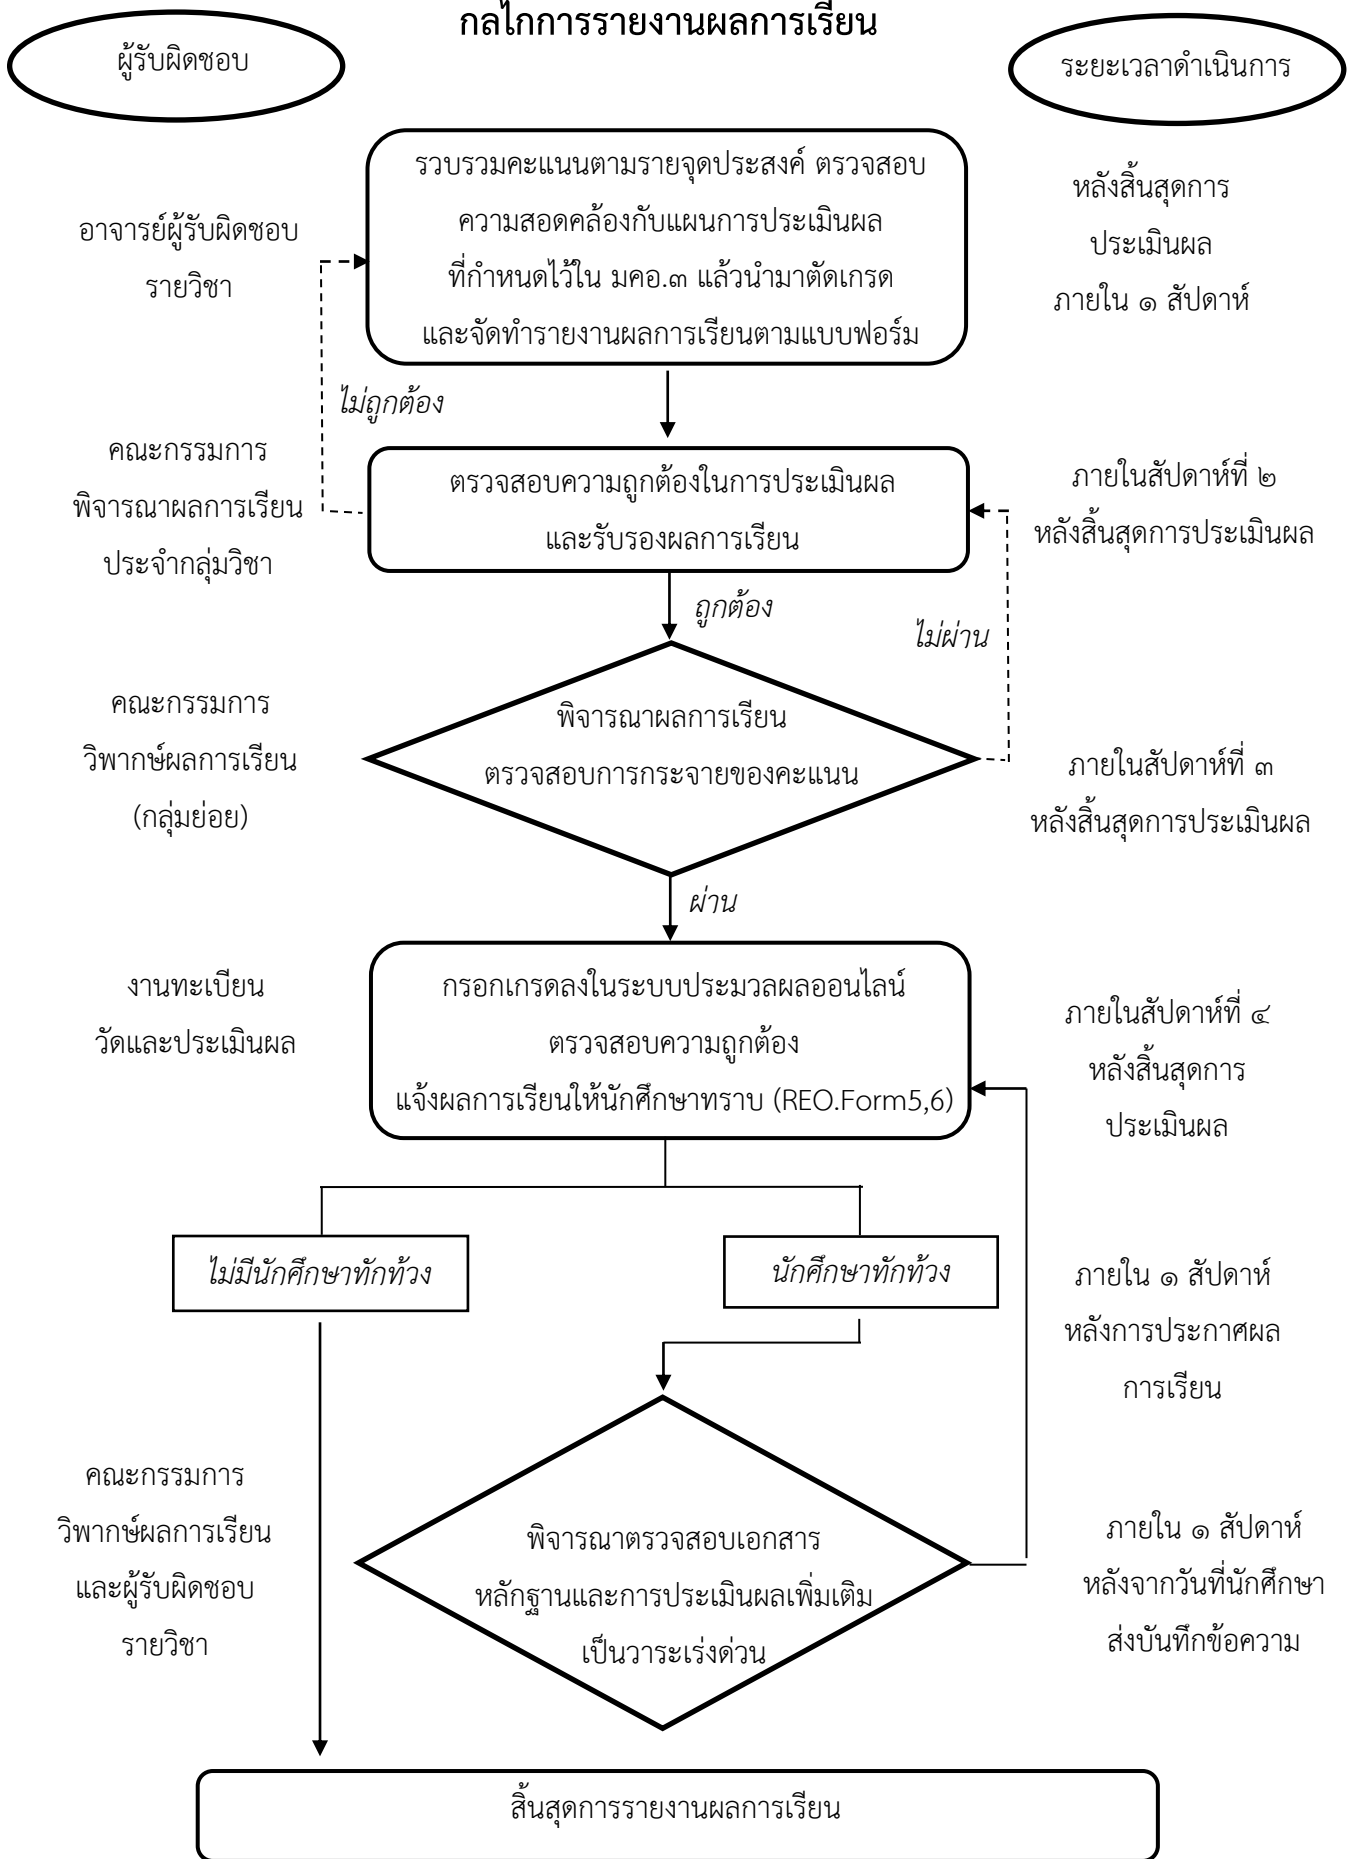 กลไกการรายงานผลการเรียน
ผู้รับผิดชอบ
ระยะเวลาดำเนินการ
รวบรวมคะแนนตามรายจุดประสงค์ ตรวจสอบ
ความสอดคล้องกับแผนการประเมินผล
ที่กำหนดไว้ใน มคอ.๓ แล้วนำมาตัดเกรด
และจัดทำรายงานผลการเรียนตามแบบฟอร์ม
อาจารย์ผู้รับผิดชอบ
รายวิชา
หลังสิ้นสุดการ
ประเมินผล
ภายใน ๑ สัปดาห์
ไม่ถูกต้อง
คณะกรรมการ
พิจารณาผลการเรียน
ประจำกลุ่มวิชา
ตรวจสอบความถูกต้องในการประเมินผล
และรับรองผลการเรียน
ภายในสัปดาห์ที่ ๒
หลังสิ้นสุดการประเมินผล
ถูกต้อง
ไม่ผ่าน
คณะกรรมการ
วิพากษ์ผลการเรียน
(กลุ่มย่อย)
พิจารณาผลการเรียน
ตรวจสอบการกระจายของคะแนน
ภายในสัปดาห์ที่ ๓
หลังสิ้นสุดการประเมินผล
ผ่าน
งานทะเบียน
วัดและประเมินผล
กรอกเกรดลงในระบบประมวลผลออนไลน์
ตรวจสอบความถูกต้อง
แจ้งผลการเรียนให้นักศึกษาทราบ (REO.Form5,6)
ภายในสัปดาห์ที่ ๔
หลังสิ้นสุดการ
ประเมินผล
ไม่มีนักศึกษาทักท้วง
นักศึกษาทักท้วง
ภายใน ๑ สัปดาห์
หลังการประกาศผล
การเรียน
คณะกรรมการ
วิพากษ์ผลการเรียน
และผู้รับผิดชอบ
รายวิชา
พิจารณาตรวจสอบเอกสาร
หลักฐานและการประเมินผลเพิ่มเติม
เป็นวาระเร่งด่วน
ภายใน ๑ สัปดาห์
หลังจากวันที่นักศึกษา
ส่งบันทึกข้อความ
สิ้นสุดการรายงานผลการเรียน